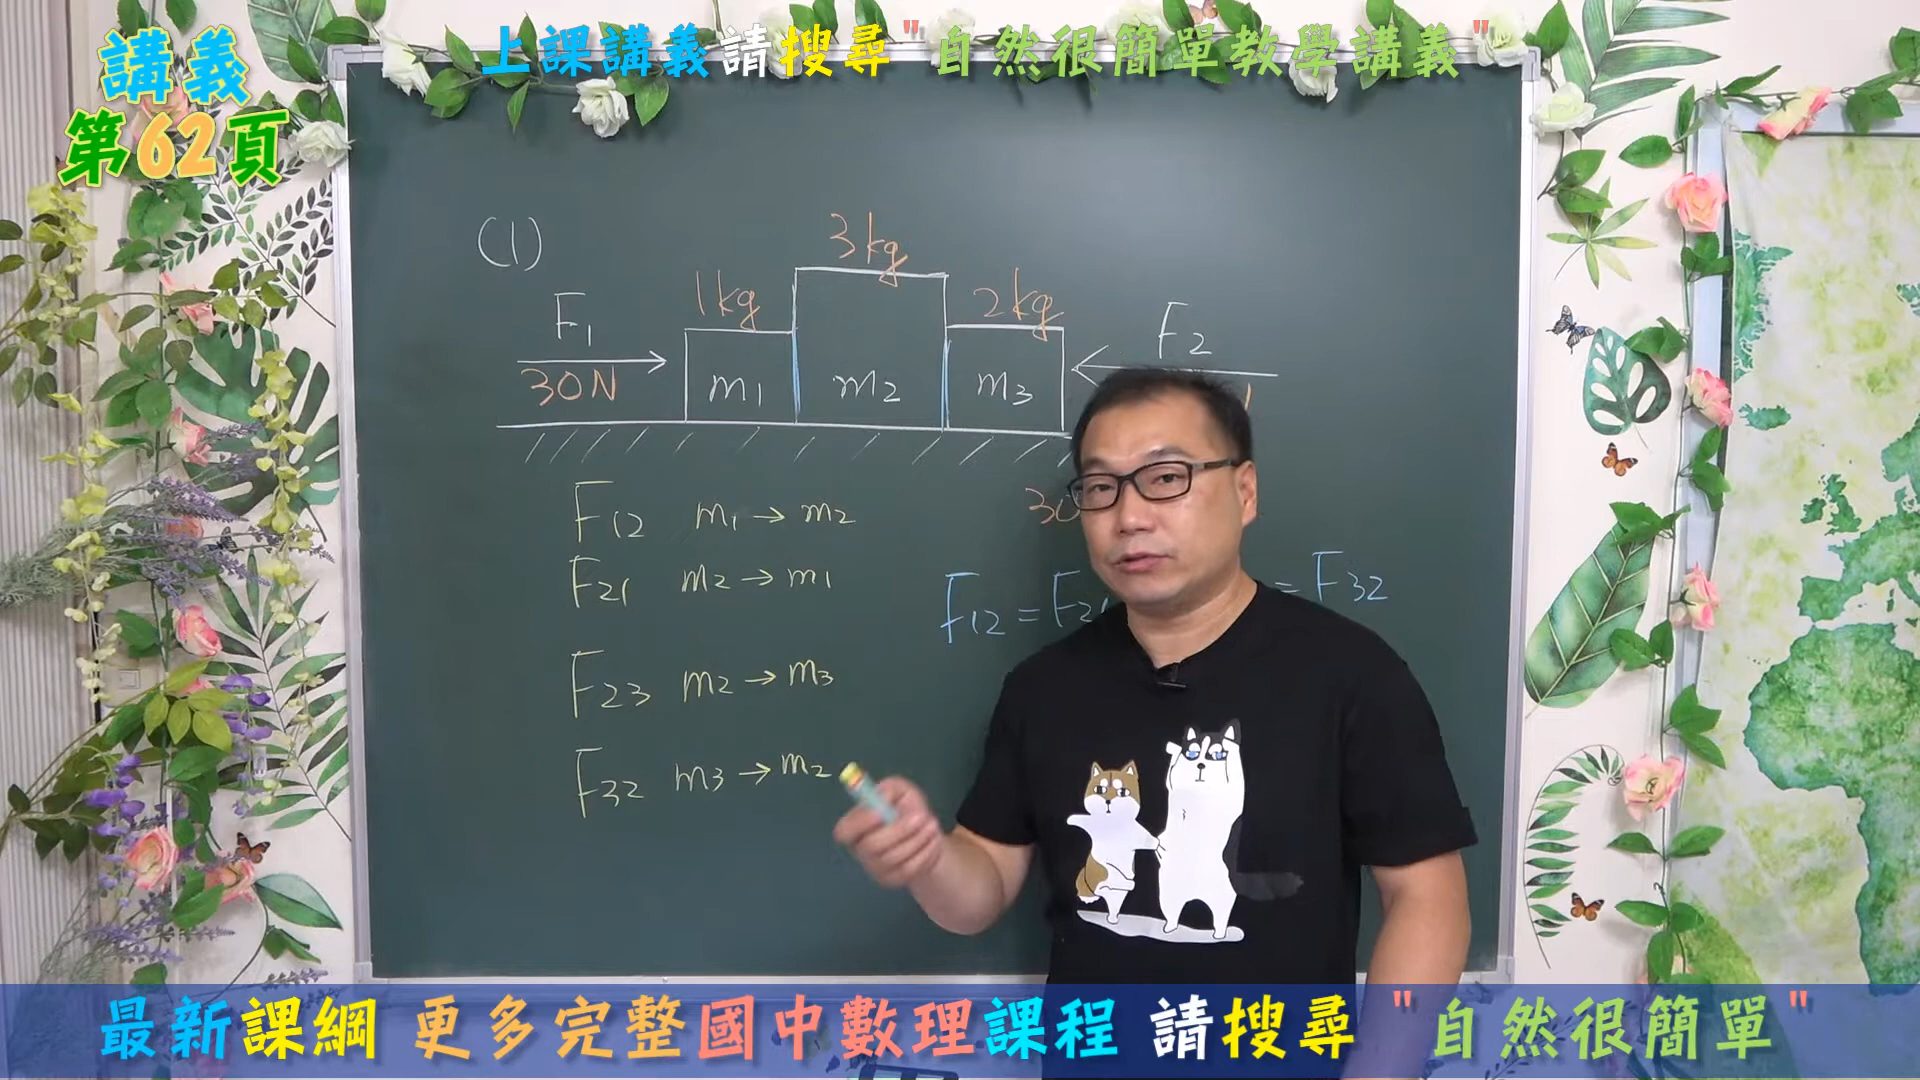 上課講義請搜尋"自然很簡單教學講義"
講義
第62頁
(1)
3kg
1kg
2kg
F1
F2
30N
m1
m2
m3
F12 m1→m2
30
F21 m2→m1
F12=F21
=F32
F23 m2→m3
F32 m3→m2
最新課綱 更多完整國中數理課程 請搜尋 "自然很簡單"